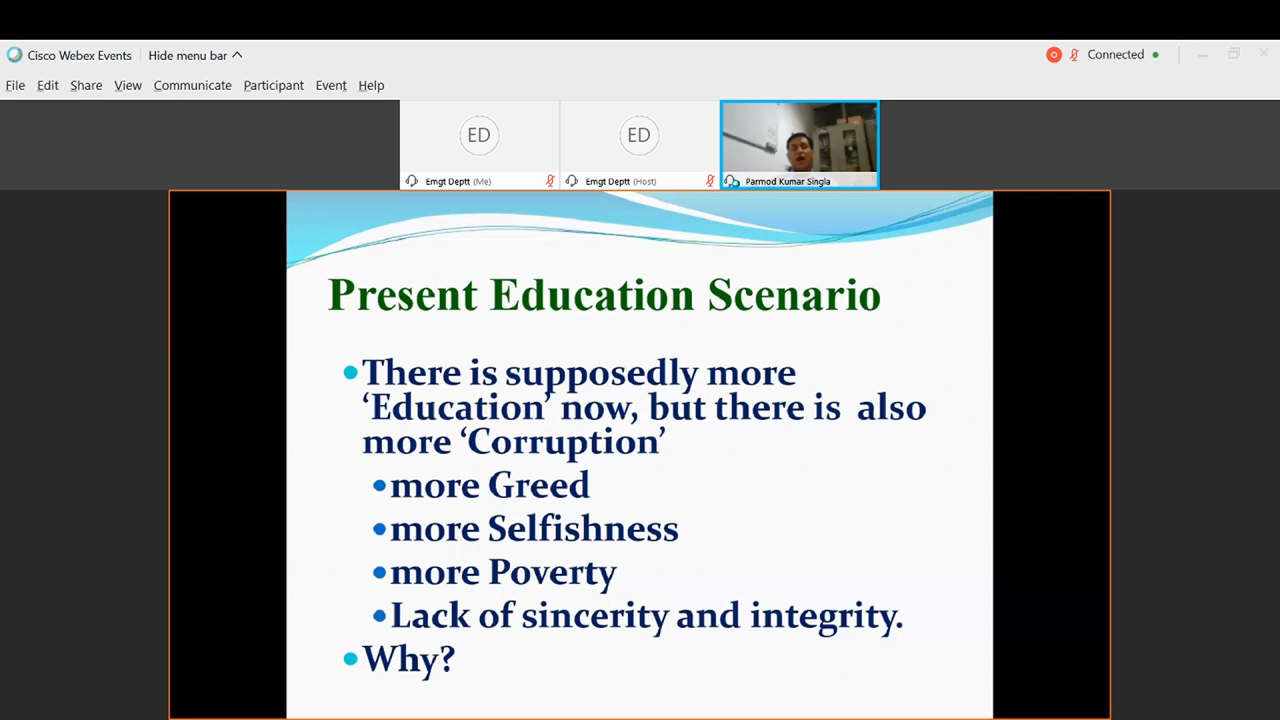 Cisco Webex Events
Hide menu bar
Connected
File Edit Share View Communicate Participant Event Help
ED
ED
Emgt Deptt (Me)
Emgt Deptt (Host)
Parmod Kumar Singla
Present Education Scenario
There is supposedly more
‘Education’ now, but there is also
more ‘Corruption’
more Greed
more Selfishness
more Poverty
Lack of sincerity and integrity.
Why?